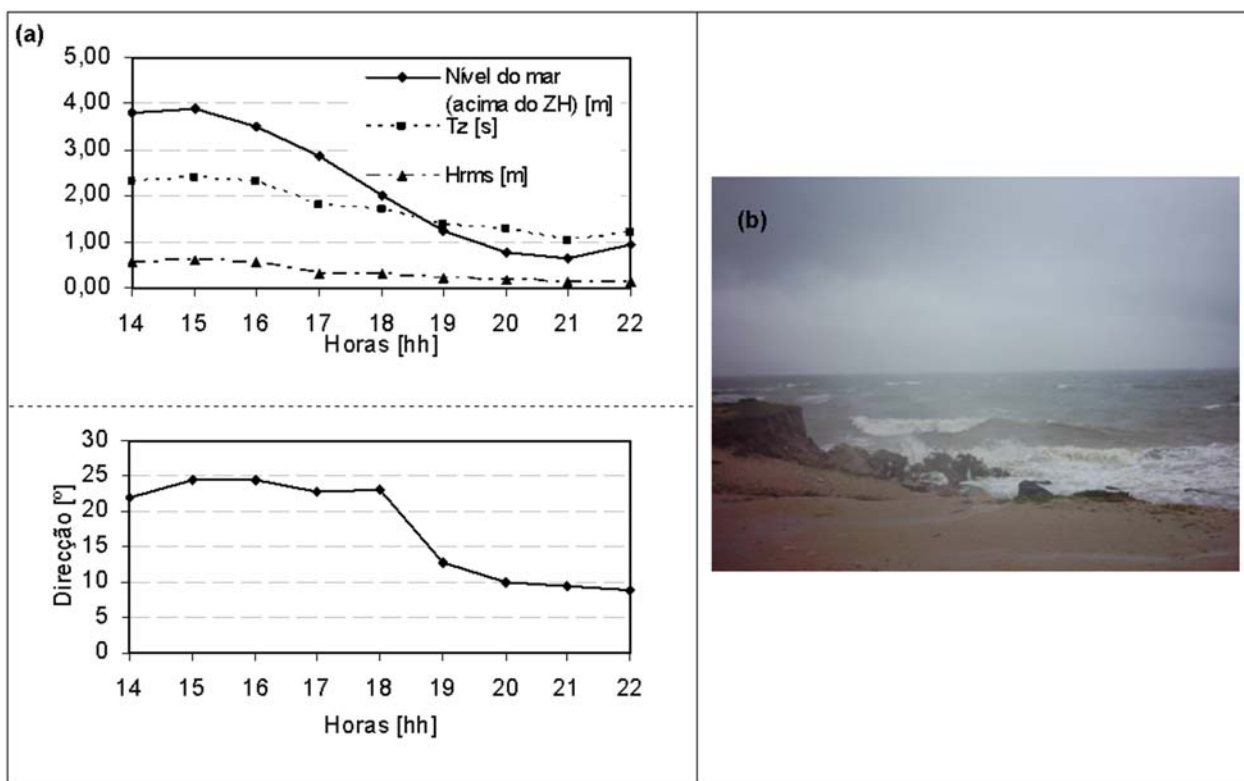 (a)
5,00
4,00
3,00
2,00
1,00
0,00
Nível do mar
(acima do ZH) [m]
Tz [s]
Hrms [m]
14 15 16 17 18 19 20 21 22
Horas [hh]
30
25
20
15
10
5
0
Direcção [º]
14 15 16 17 18 19 20 21 22
Horas [hh]
(b)